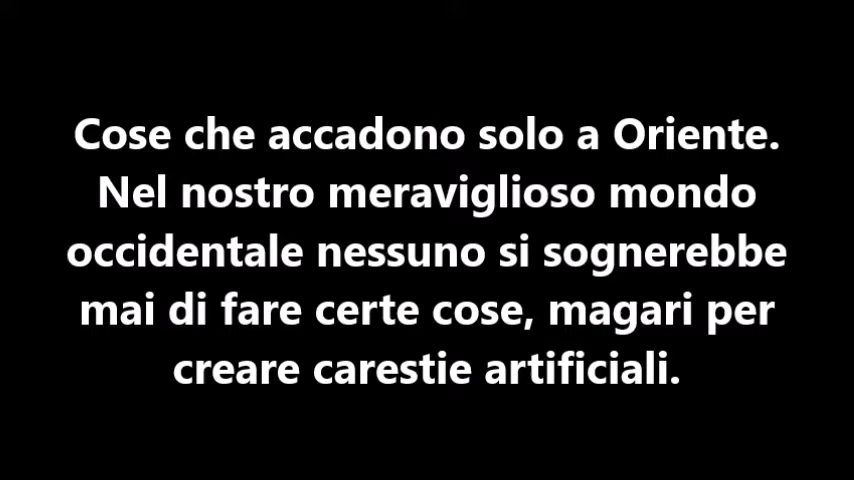 Cose che accadono solo a Oriente.
Nel nostro meraviglioso mondo
occidentale nessuno si sognerebbe
mai di fare certe cose, magari per
creare carestie artificiali.